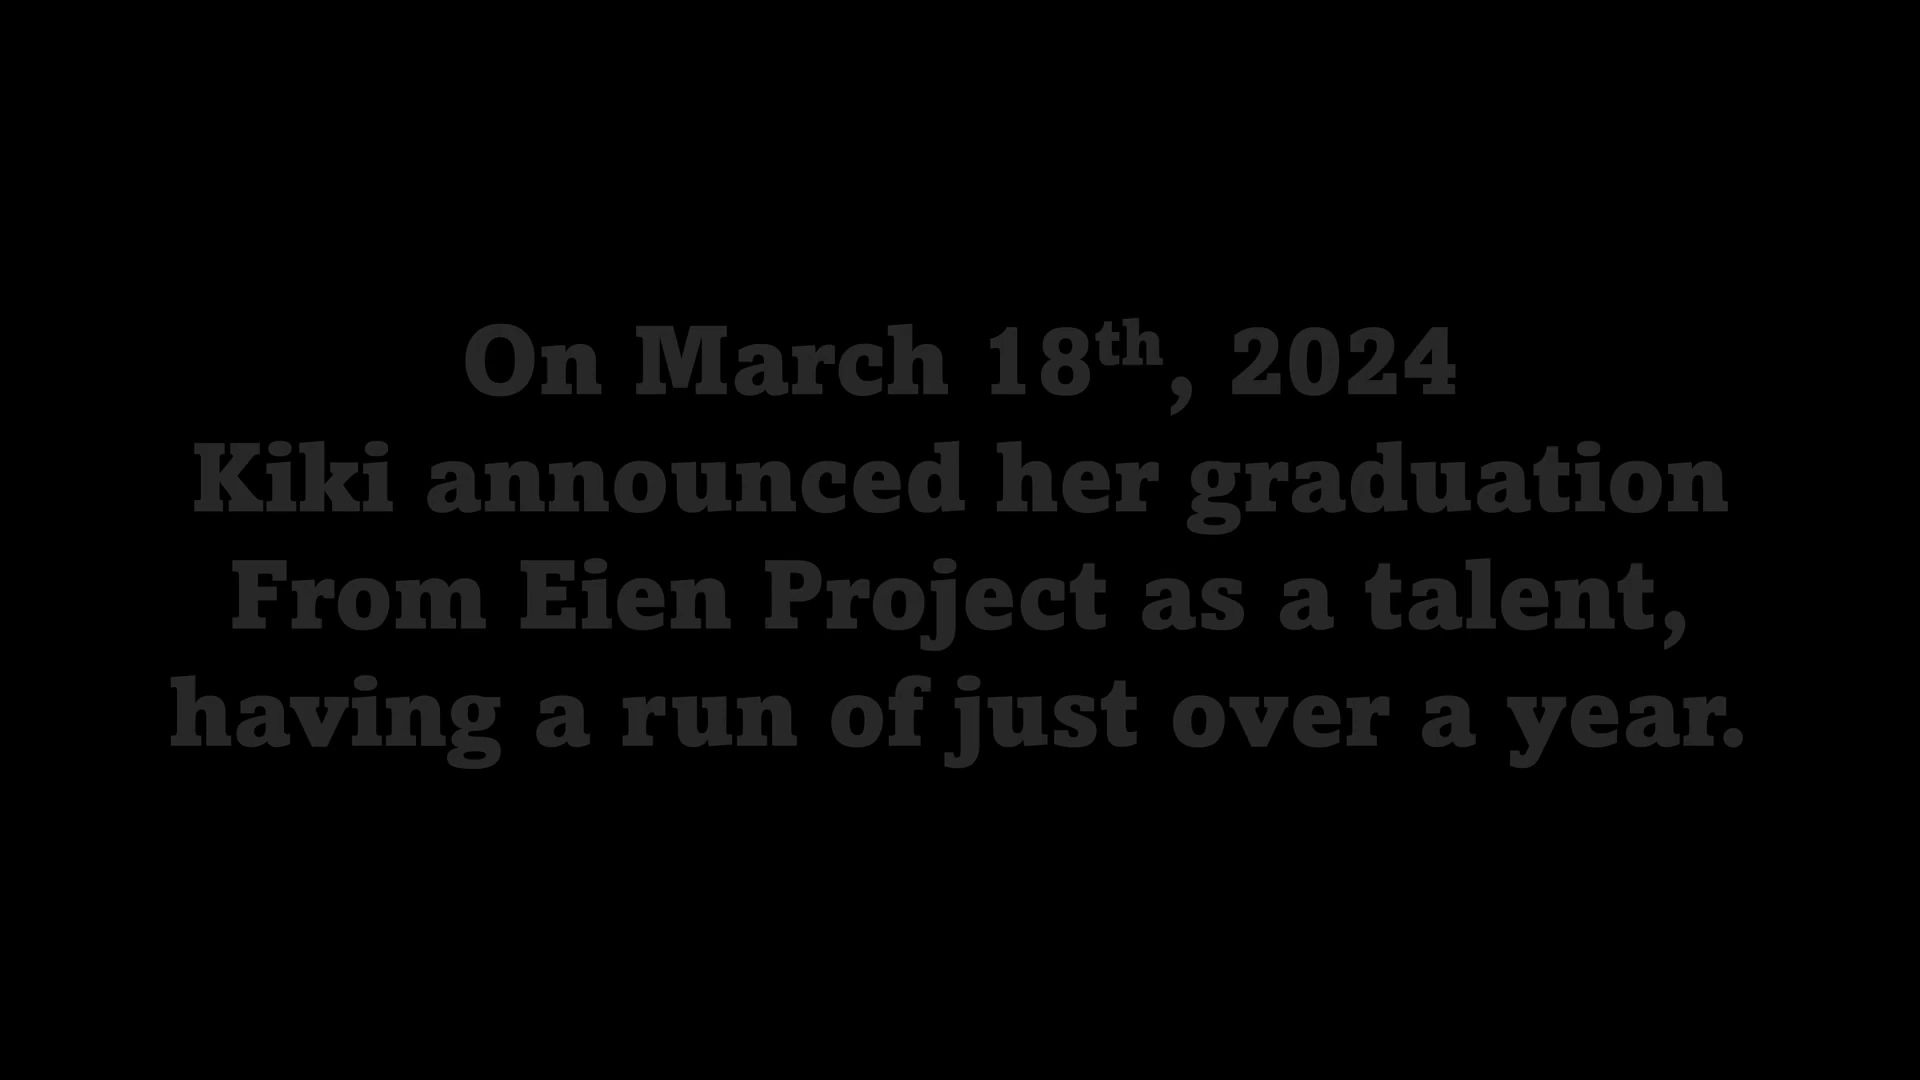 On March 18th, 2024
Kiki announced her graduation
From Eien Project as a talent,
having a run of just over a year.